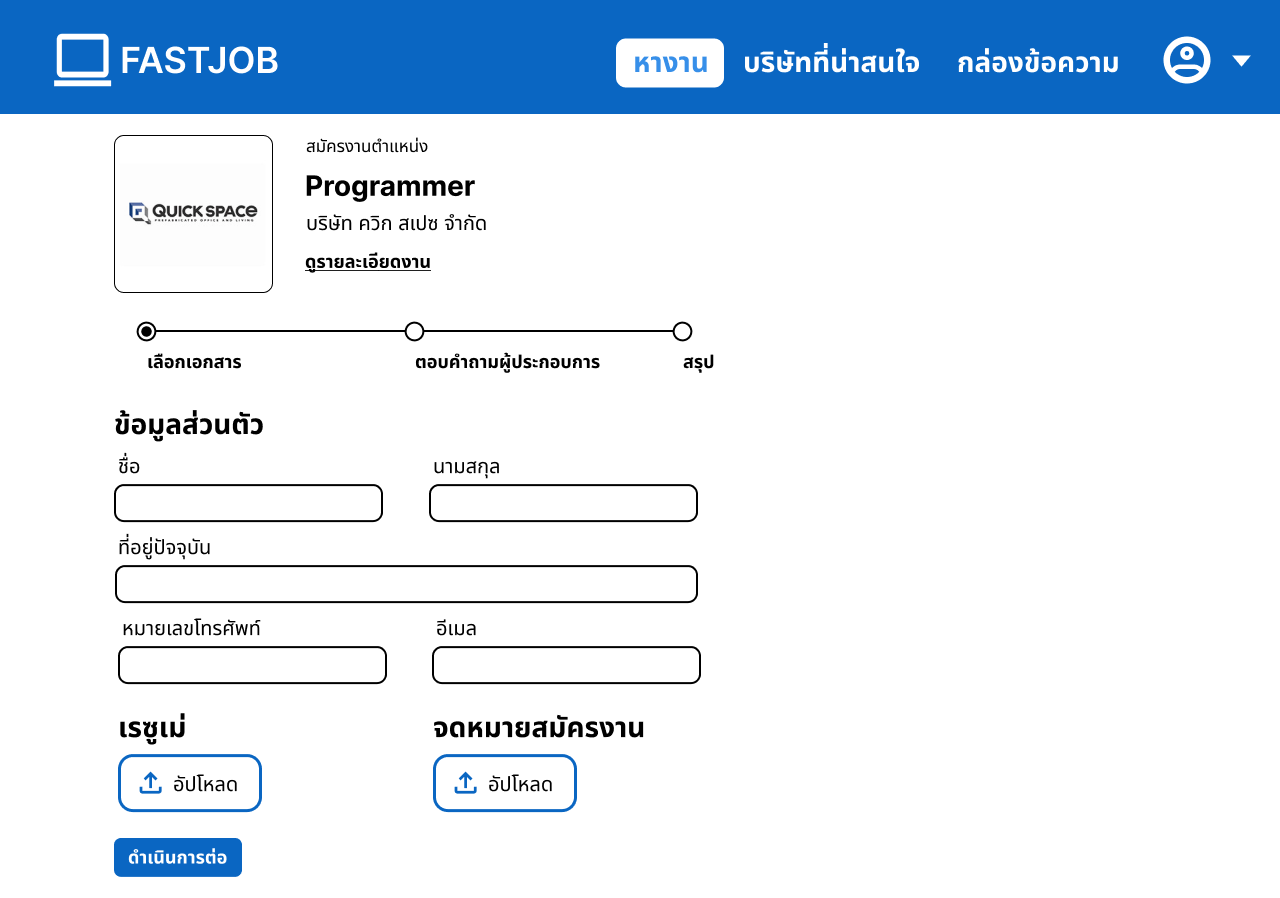 FASTJOB
หางาน บริษัทที่น่าสนใจ กล่องข้อความ
QUICK SPACE
PREFABRICATED OFFICE AND LIVING
สมัครงานตำแหน่ง
Programmer
บริษัท ควิก สเปซ จำกัด
ดูรายละเอียดงาน
เลือกเอกสาร ตอบคำถามผู้ประกอบการ สรุป
ข้อมูลส่วนตัว
ชื่อ นามสกุล
ที่อยู่ปัจจุบัน
หมายเลขโทรศัพท์ อีเมล
เรซูเม่ จดหมายสมัครงาน
อัปโหลด อัปโหลด
ดำเนินการต่อ